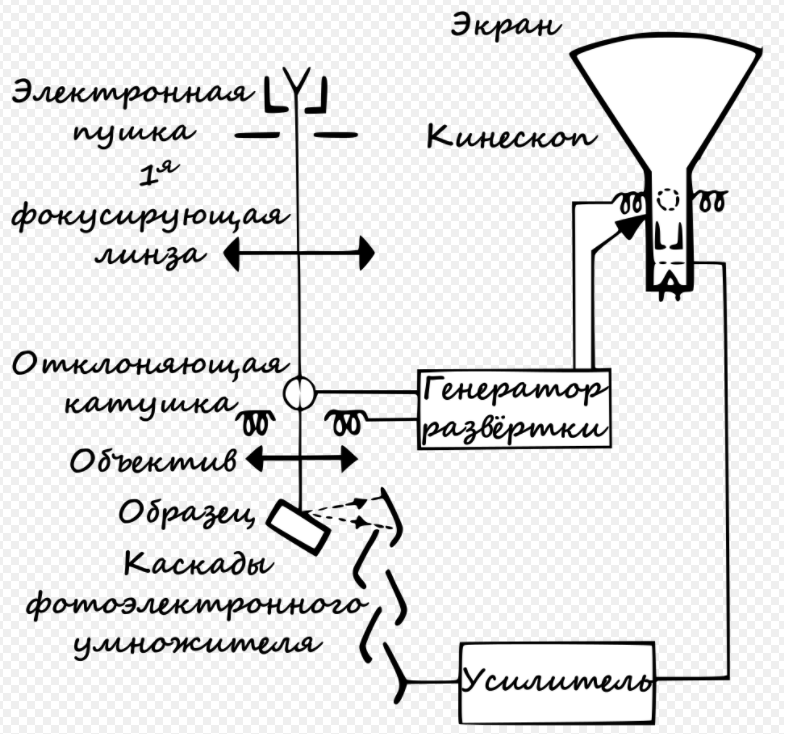 Экран
Электронная
пушка
Кинескоп
1я
фокусирующая
линза
Отклоняющая
катушка
Генератор
развёртки
Объектив
Образец
Каскады
фотоэлектронного
умножителя
Усилитель